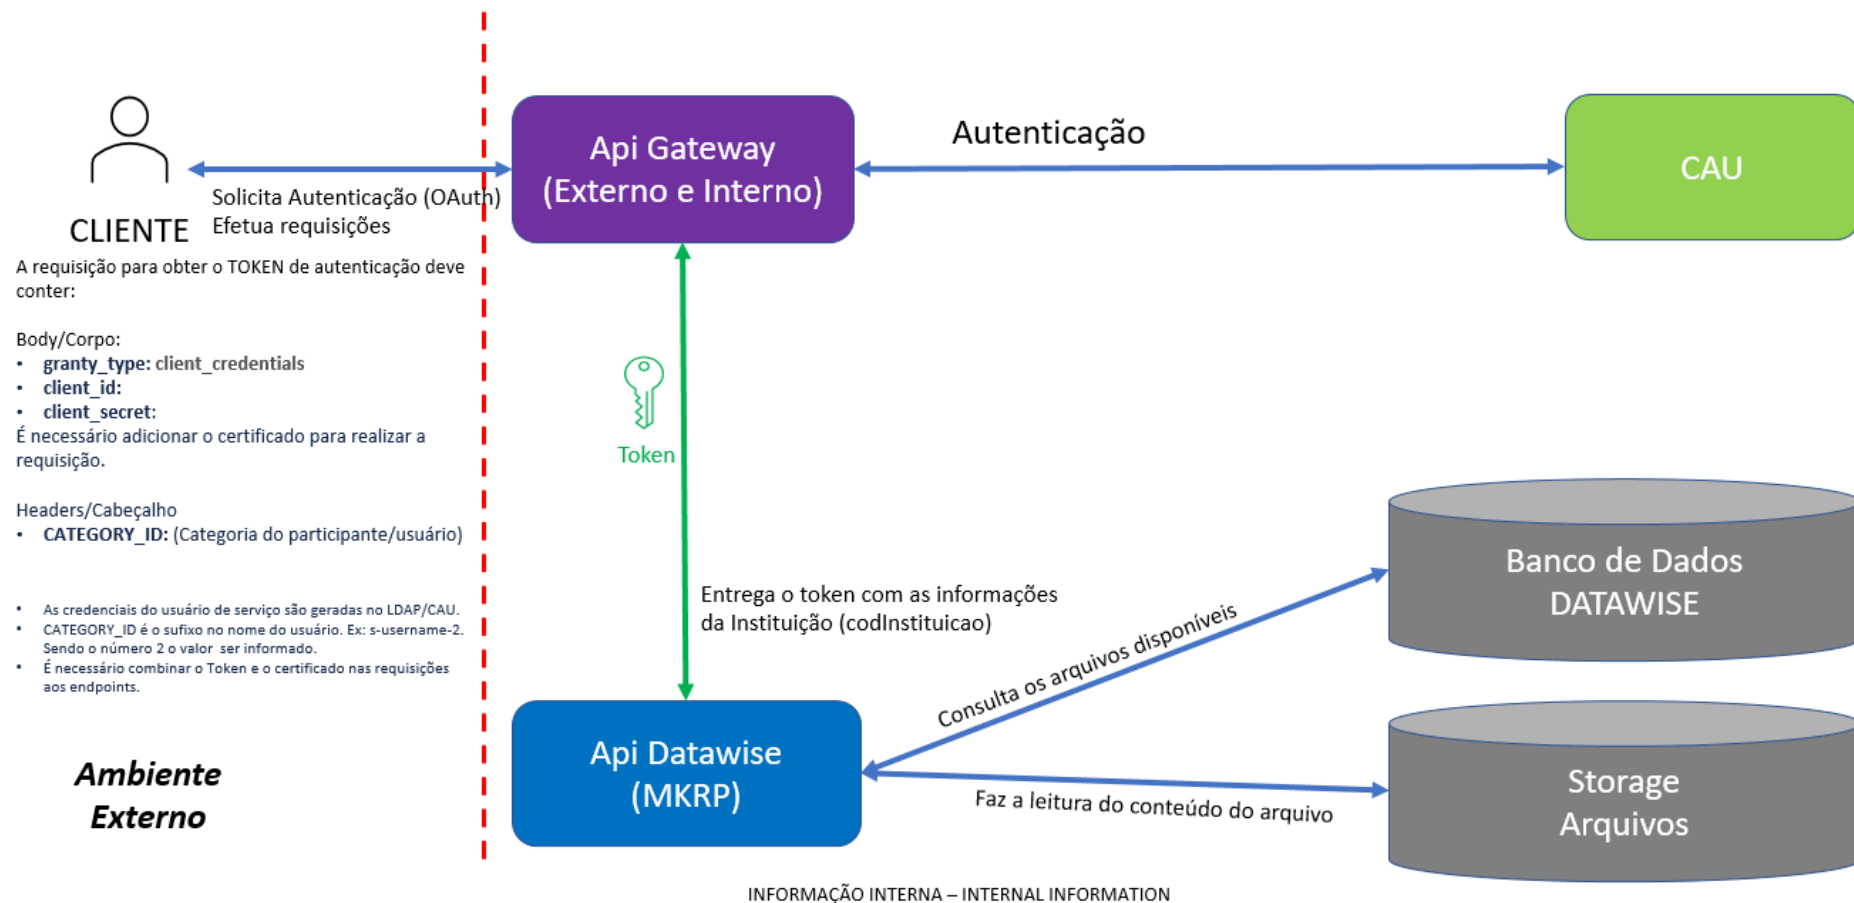 Api Gateway
(Externo e Interno)
Autenticação
CAU
Solicita Autenticação (OAuth)
Efetua requisições
CLIENTE
A requisição para obter o TOKEN de autenticação deve
conter:
Body/Corpo:
• granty_type: client_credentials
• client_id:
• client_secret:
É necessário adicionar o certificado para realizar a
requisição.
Headers/Cabeçalho
• CATEGORY_ID: (Categoria do participante/usuário)
• As credenciais do usuário de serviço são geradas no LDAP/CAU.
• CATEGORY_ID é o sufixo no nome do usuário. Ex: s-username-2.
Sendo o número 2 o valor ser informado.
• É necessário combinar o Token e o certificado nas requisições
aos endpoints.
Ambiente
Externo
Token
Entrega o token com as informações
da Instituição (codInstituicao)
Api Datawise
(MKRP)
Consulta os arquivos disponíveis
Faz a leitura do conteúdo do arquivo
Banco de Dados
DATAWISE
Storage
Arquivos
INFORMAÇÃO INTERNA – INTERNAL INFORMATION